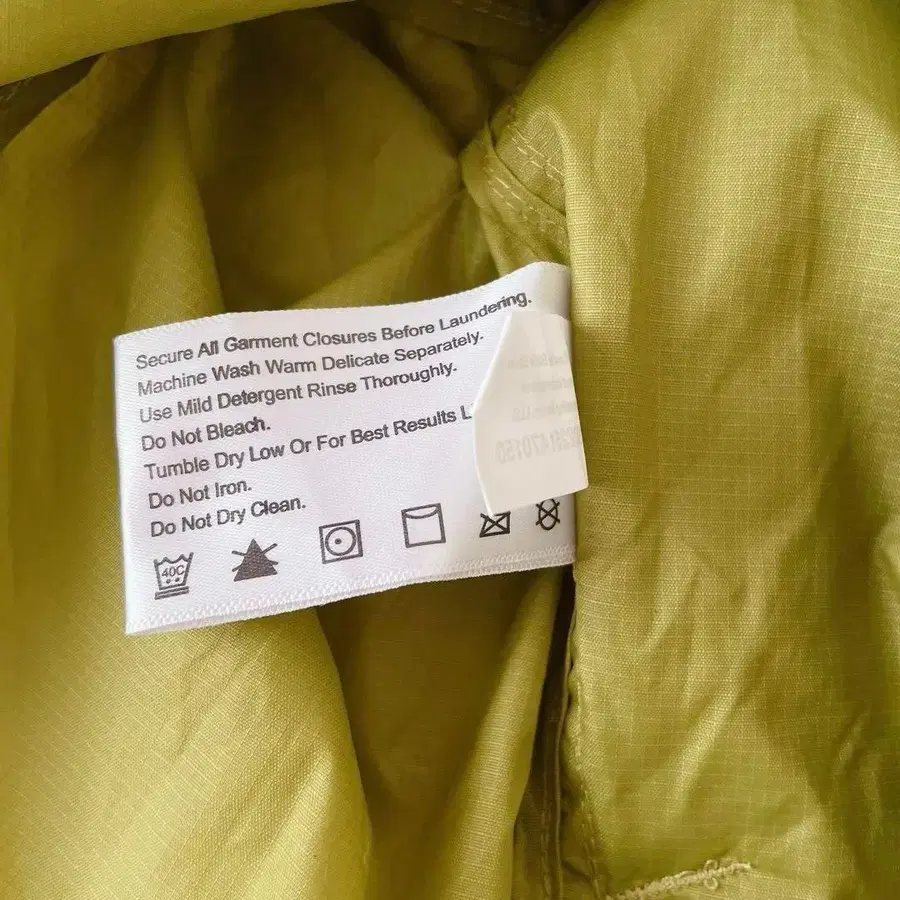 Secure All Garment Closures Before Laundering.
Machine Wash Warm Delicate Separately.
Use Mild Detergent Rinse Thoroughly.
Do Not Bleach.
Tumble Dry Low Or For Best Results L
Do Not Iron.
Do Not Dry Clean.
40C